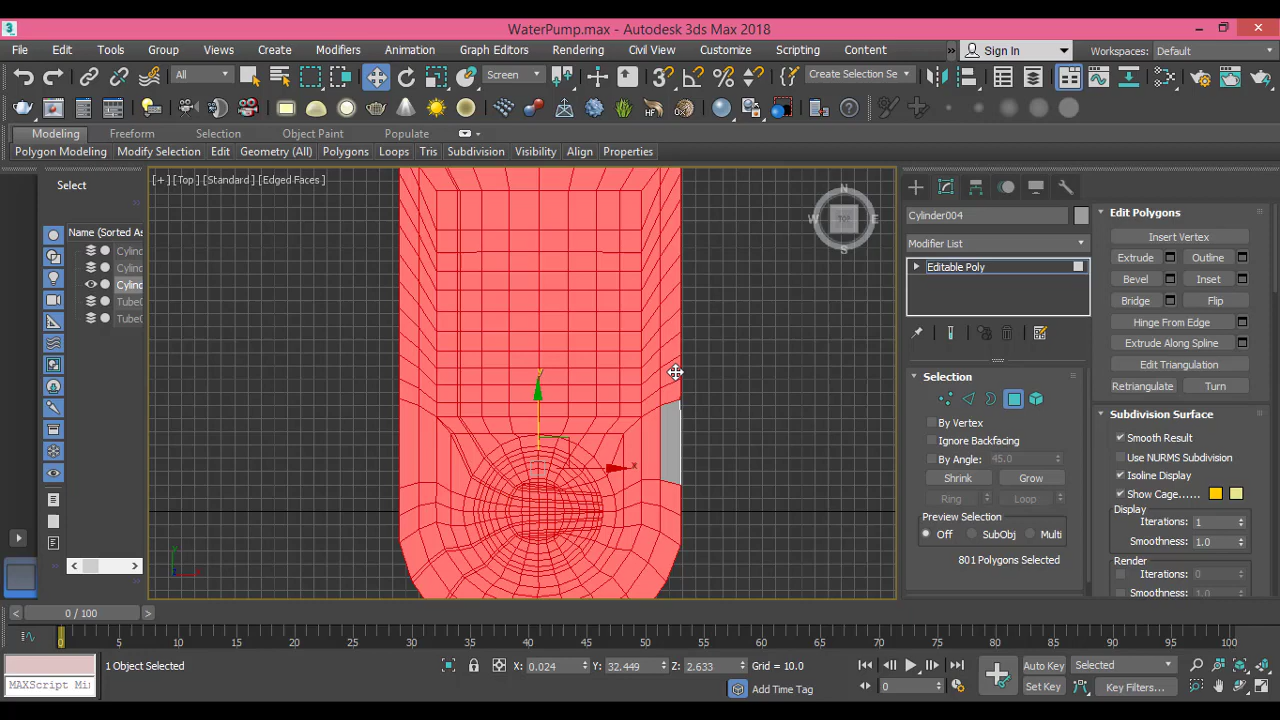 WaterPump.max - Autodesk 3ds Max 2018
File Edit Tools Group Views Create Modifiers Animation Graph Editors Rendering Civil View Customize Scripting Content » Sign In Workspaces: Default
All Screen Create Selection Se
Modeling Freeform Selection Object Paint Populate
Polygon Modeling Modify Selection Edit Geometry (All) Polygons Loops Tris Subdivision Visibility Align Properties
Select
Name (Sorted As
Cylind
Cylind
Cylind
Tube0
Tube0
[+] [Top] [Standard] [Edged Faces]
N
W TOP E
S
y
x
y
x
Cylinder004
Modifier List
Editable Poly
Selection
By Vertex
Ignore Backfacing
By Angle: 45.0
Shrink Grow
Ring Loop
Preview Selection
Off SubObj Multi
801 Polygons Selected
Edit Polygons
Insert Vertex
Extrude Outline
Bevel Inset
Bridge Flip
Hinge From Edge
Extrude Along Spline
Edit Triangulation
Retriangulate Turn
Subdivision Surface
Smooth Result
Use NURMS Subdivision
Isoline Display
Show Cage......
Display
Iterations: 1
Smoothness: 1.0
Render
Iterations: 0
Smoothness: 1.0
< 0 / 100 >
0 5 10 15 20 25 30 35 40 45 50 55 60 65 70 75 80 85 90 95 100
1 Object Selected X: 0.024 Y: 32.449 Z: 2.633 Grid = 10.0 Auto Key Selected
MAXScript Mi Add Time Tag 0 Set Key Key Filters...